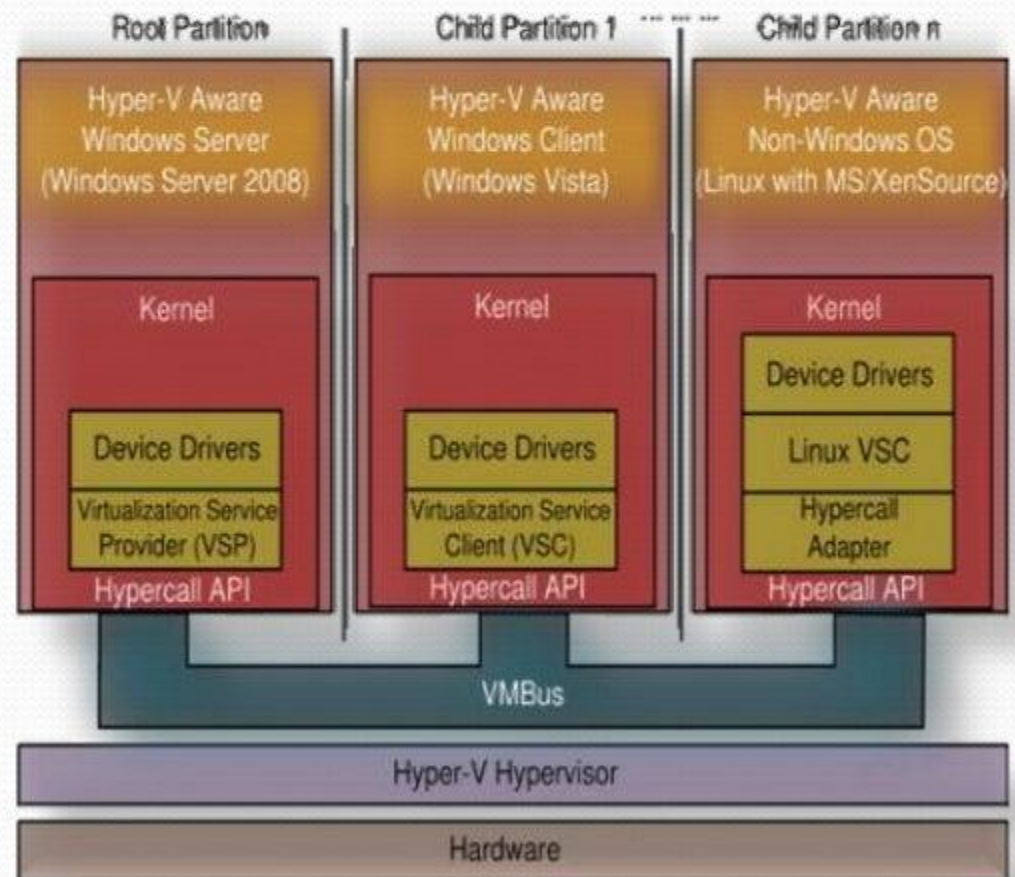 Root Partition
Child Partition 1
... ... ...
Child Partition n
Hyper-V Aware
Windows Server
(Windows Server 2008)
Kernel
Device Drivers
Virtualization Service
Provider (VSP)
Hypercall API
Hyper-V Aware
Windows Client
(Windows Vista)
Kernel
Device Drivers
Virtualization Service
Client (VSC)
Hypercall API
Hyper-V Aware
Non-Windows OS
(Linux with MS/XenSource)
Kernel
Device Drivers
Linux VSC
Hypercall
Adapter
Hypercall API
VMBus
Hyper-V Hypervisor
Hardware